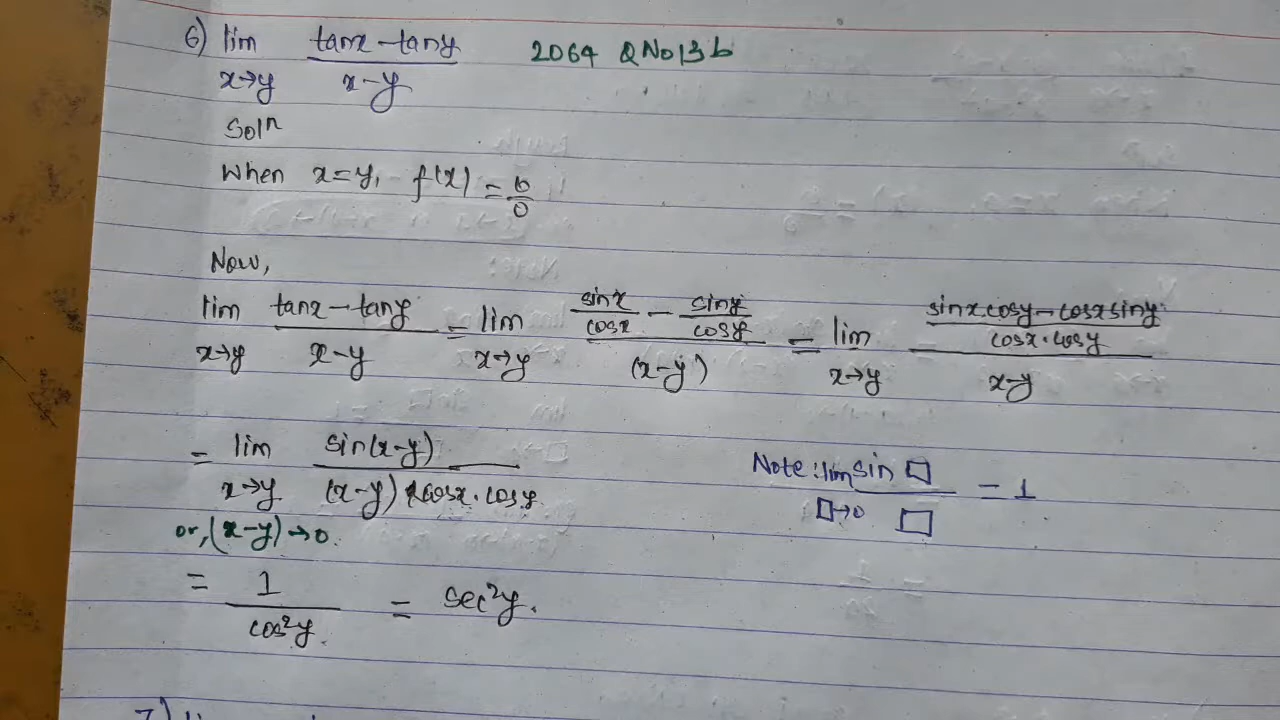 6) lim x→y (tanx - tany)/(x-y) 2064 QNo13b
Solⁿ
When x=y, f(x) = 0/0
Now,
lim x→y (tanx - tany)/(x-y) = lim x→y (sinx/cosx - siny/cosy)/(x-y) = lim x→y ((sinx.cosy - cosx siny)/(cosx.cosy))/(x-y)
= lim x→y sin(x-y)/((x-y) cosx.cosy)
Note: lim □→0 sin□/□ = 1
or, (x-y)→0.
= 1/cos²y = sec²y.